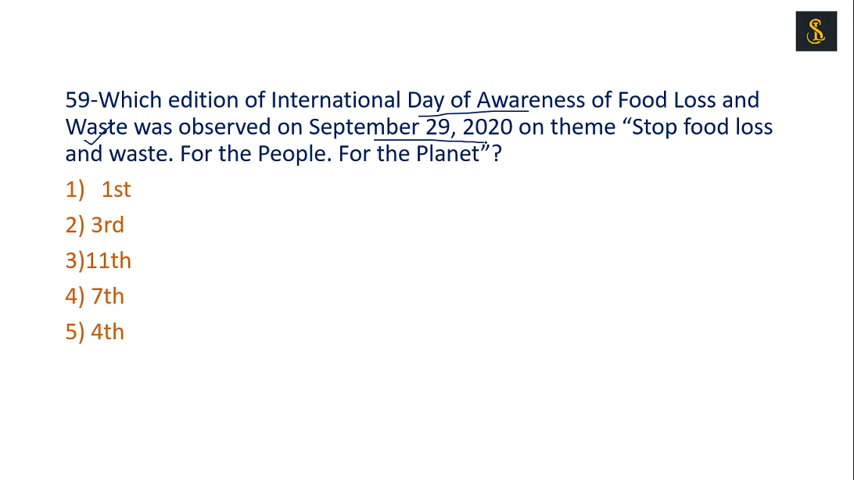 59-Which edition of International Day of Awareness of Food Loss and
Waste was observed on September 29, 2020 on theme “Stop food loss
and waste. For the People. For the Planet”?
1) 1st
2) 3rd
3)11th
4) 7th
5) 4th